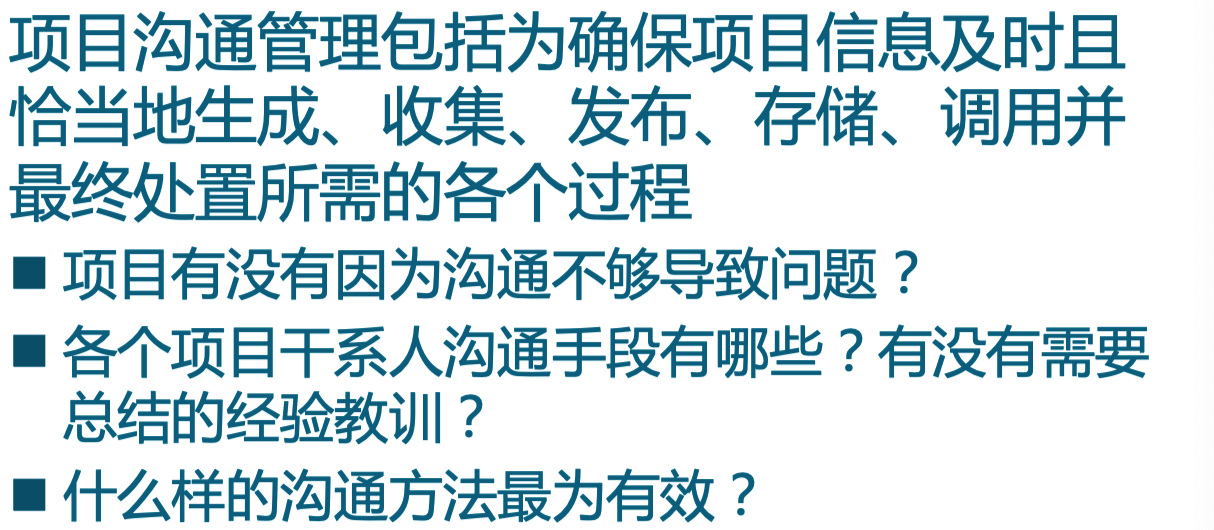 项目沟通管理包括为确保项目信息及时且
恰当地生成、收集、发布、存储、调用并
最终处置所需的各个过程
■ 项目有没有因为沟通不够导致问题？
■ 各个项目干系人沟通手段有哪些？有没有需要
总结的经验教训？
■ 什么样的沟通方法最为有效？